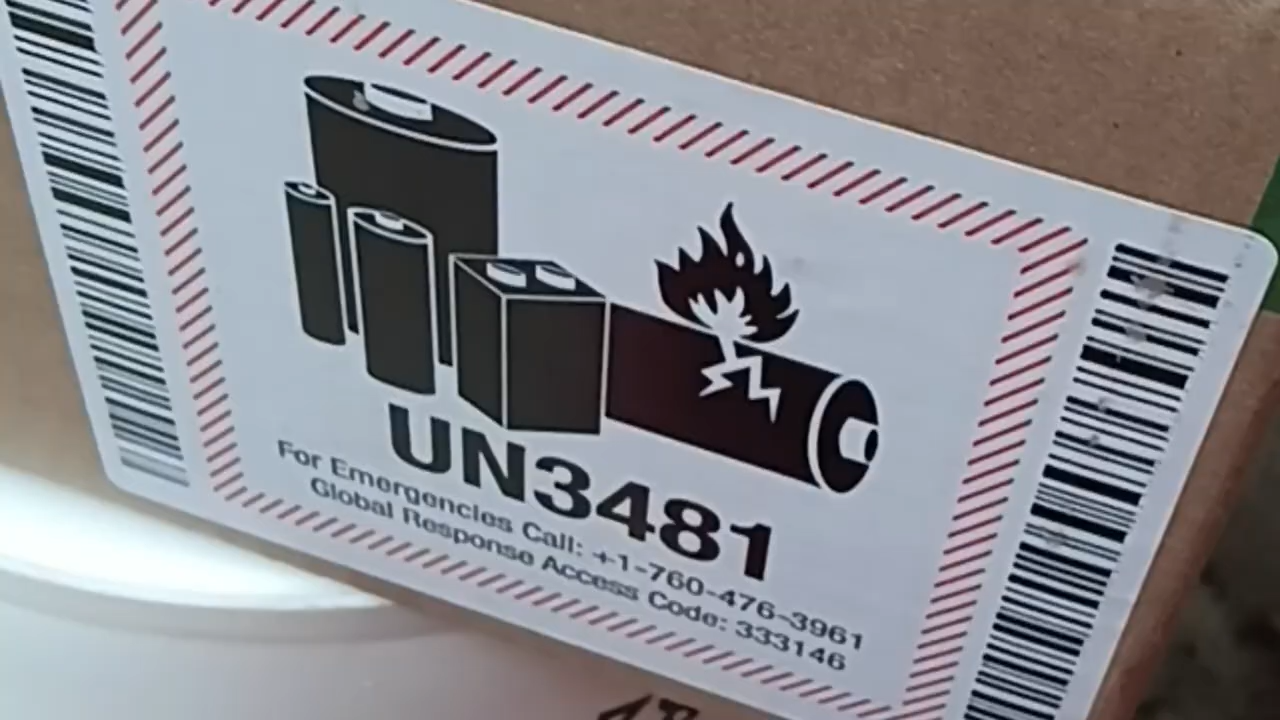 UN3481
For Emergencies Call: +1-760-476-3961
Global Response Access Code: 333146